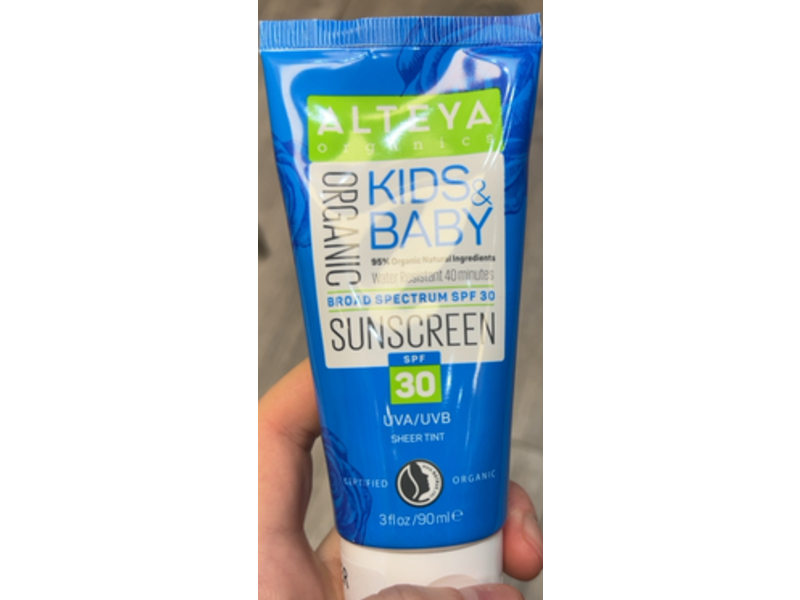 ALTEYA
organics
ORGANIC
KIDS &
BABY
95% Organic Natural Ingredients
Water Resistant 40 minutes
BROAD SPECTRUM SPF 30
SUNSCREEN
SPF
30
UVA/UVB
SHEER TINT
CERTIFIED ORGANIC
3 fl oz/90 ml e